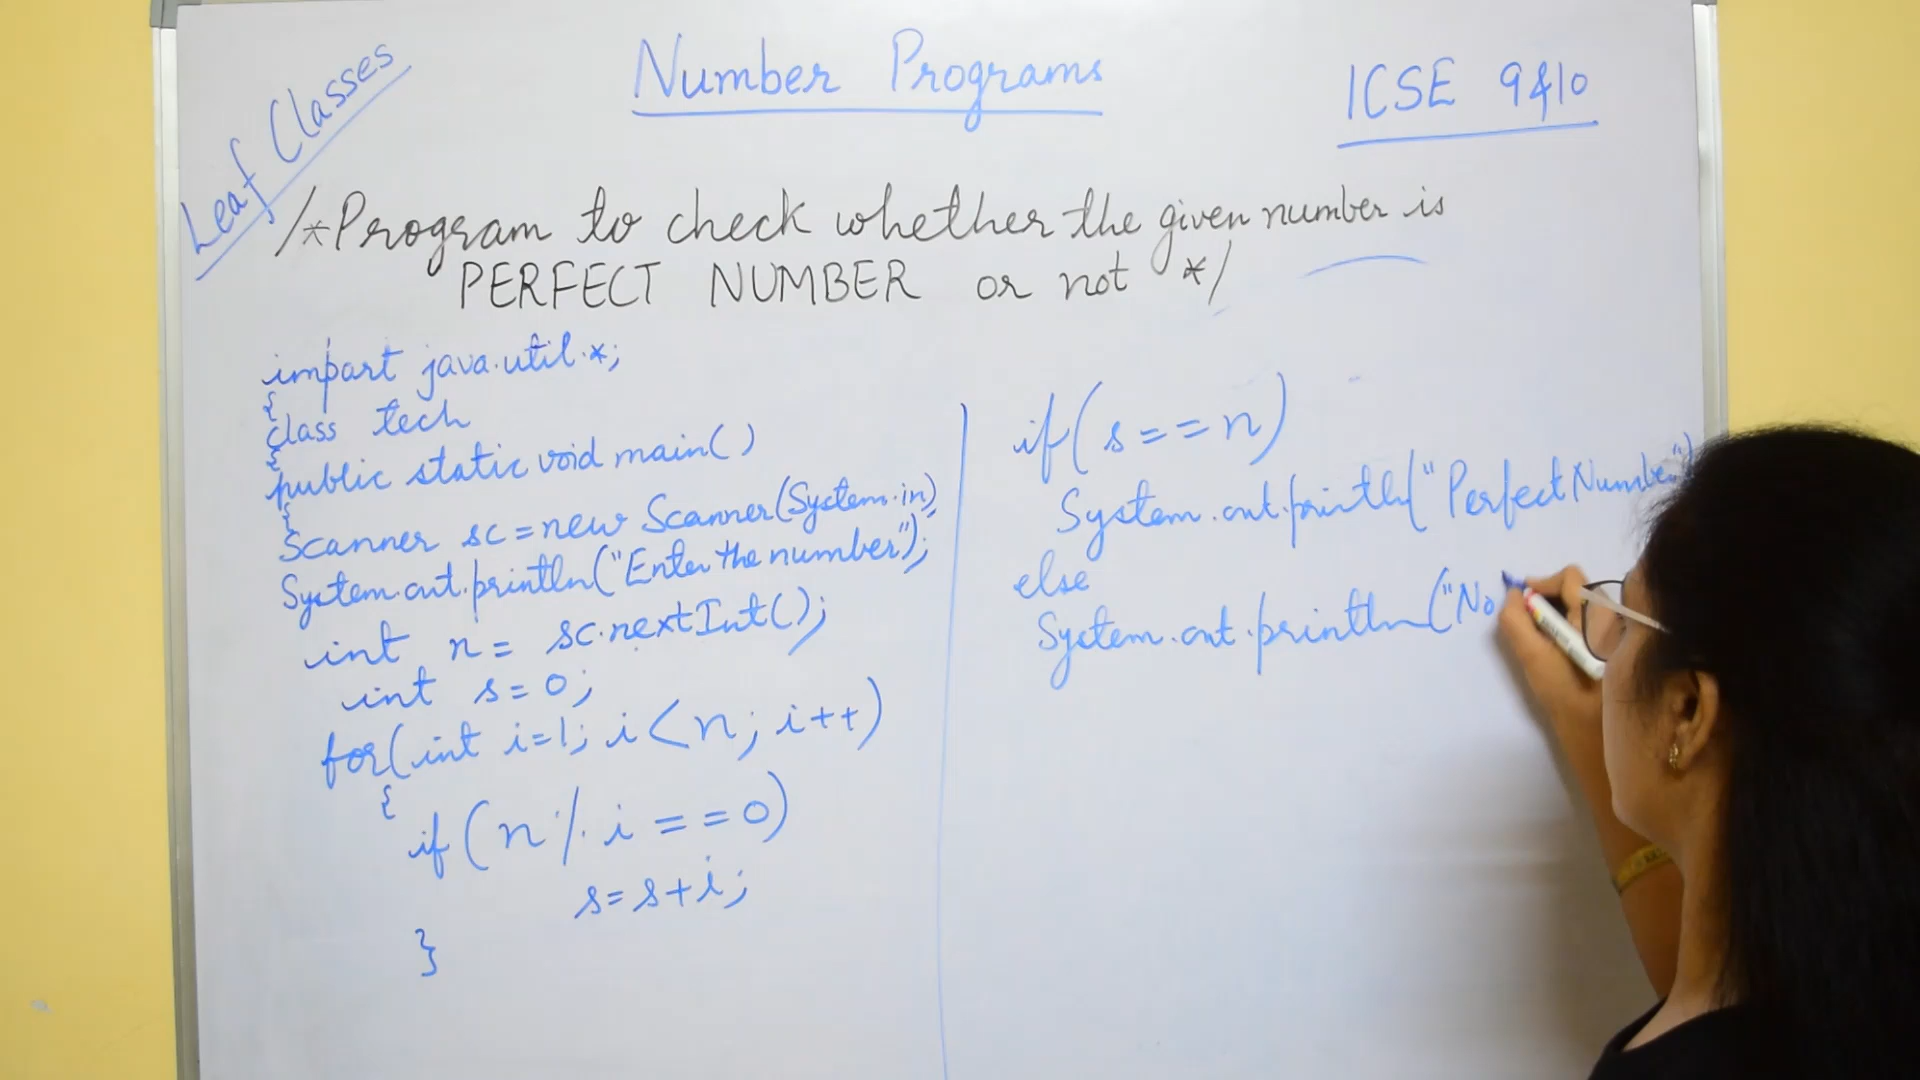 Leaf Classes
Number Programs
ICSE 9&10
/*Program to check whether the given number is
PERFECT NUMBER or not */
import java.util.*;
{
class tech
{
public static void main()
{
Scanner sc=new Scanner(System.in);
System.out.println("Enter the number");
int n= sc.nextInt();
int s=0;
for(int i=1; i<n; i++)
{
if(n%i==0)
s=s+i;
}
if(s==n)
System.out.println("Perfect Number")
else
System.out.println("No